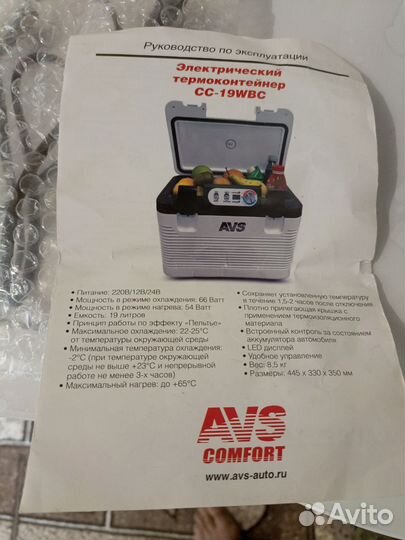 Руководство по эксплуатации
Электрический
термоконтейнер
CC-19WBC
AVS
• Питание: 220В/12В/24В
• Мощность в режиме охлаждения: 66 Ватт
• Мощность в режиме нагрева: 54 Ватт
• Емкость: 19 литров
• Принцип работы по эффекту «Пельтье»
• Максимальное охлаждение: 22-25°C
от температуры окружающей среды
• Минимальная температура охлаждения:
-2°C (при температуре окружающей
среды не выше +23°C и непрерывной
работе не менее 3-х часов)
• Максимальный нагрев: до +65°C
• Сохраняет установленную температуру
в течение 1,5-2 часов после отключения
• Плотно прилегающая крышка с
применением термоизоляционного
материала
• Встроенный контроль за состоянием
аккумулятора автомобиля
• LED дисплей
• Удобное управление
• Вес: 8,5 кг
• Размеры: 445 x 330 x 350 мм
AVS
COMFORT
www.avs-auto.ru
Avito